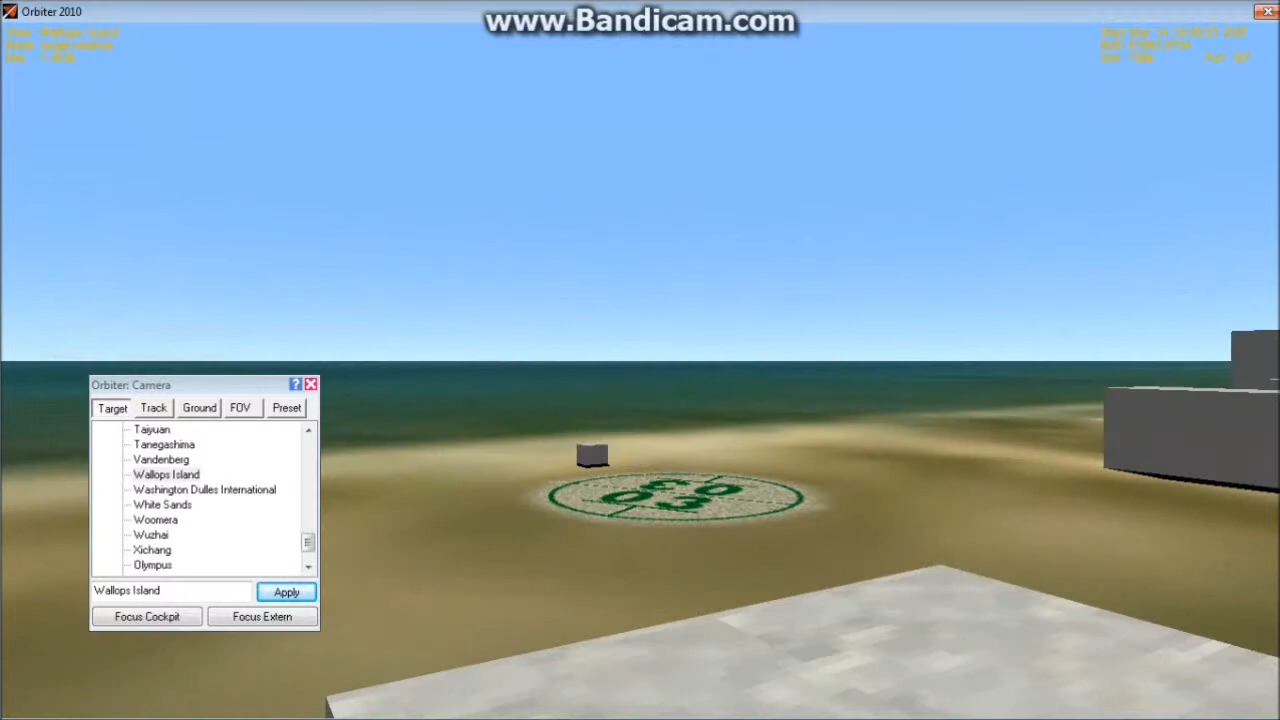 Orbiter 2010
www.Bandicam.com
Orbiter: Camera
Target Track Ground FOV Preset
Taiyuan
Tanegashima
Vandenberg
Wallops Island
Washington Dulles International
White Sands
Woomera
Wuzhai
Xichang
Olympus
Wallops Island
Apply
Focus Cockpit Focus Extern